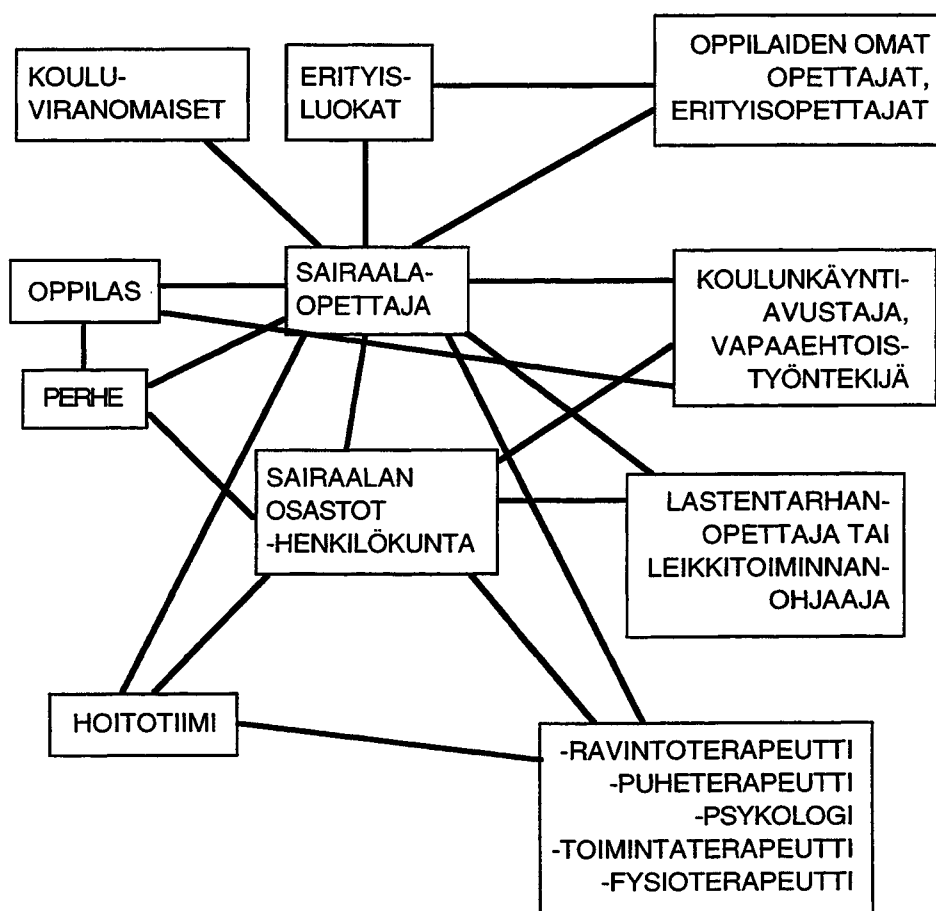 KOULU-
VIRANOMAISET
ERITYIS-
LUOKAT
OPPILAIDEN OMAT
OPETTAJAT,
ERITYISOPETTAJAT
OPPILAS
SAIRAALA-
OPETTAJA
KOULUNKÄYNTI-
AVUSTAJA,
VAPAAEHTOIS-
TYÖNTEKIJÄ
PERHE
SAIRAALAN
OSASTOT
-HENKILÖKUNTA
LASTENTARHAN-
OPETTAJA TAI
LEIKKITOIMINNAN-
OHJAAJA
HOITOTIIMI
-RAVINTOTERAPEUTTI
-PUHETERAPEUTTI
-PSYKOLOGI
-TOIMINTATERAPEUTTI
-FYSIOTERAPEUTTI